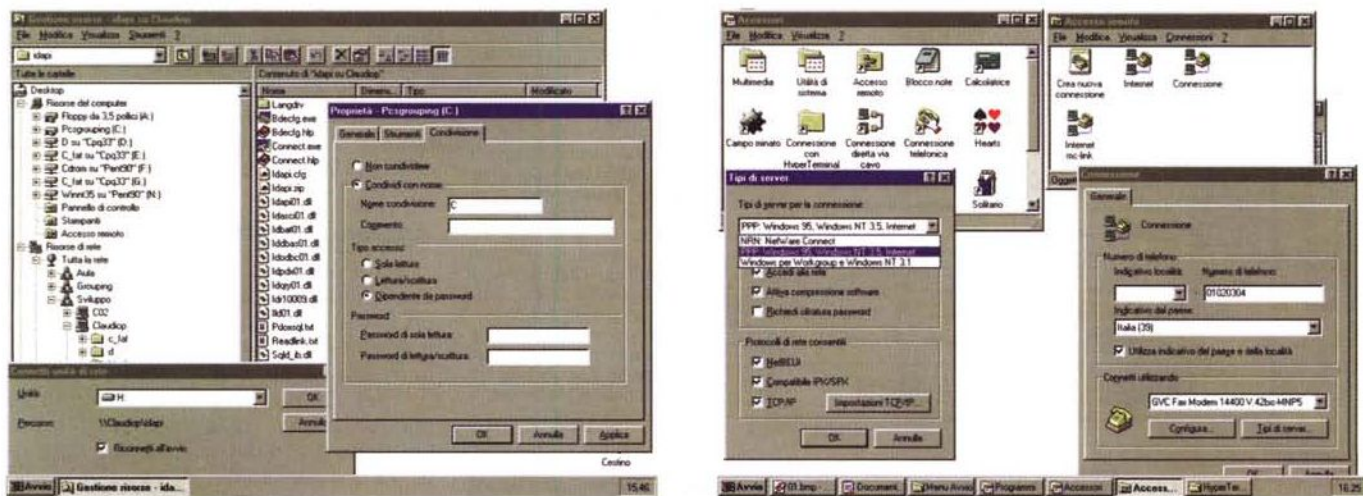 Gestione risorse - idapi su Claudiop
File Modifica Visualizza Strumenti ?
idapi
Tutte le cartelle
Contenuto di "idapi su Claudiop"
Nome Dimens... Tipo Modificato
Desktop
Risorse del computer
Floppy da 3,5 pollici (A:)
Pcsgrouping (C:)
D su "Cpq33" (D:)
C_fat su "Cpq33" (E:)
Cdrom su "Pent90" (F:)
C_fat su "Cpq33" (G:)
Winnt35 su "Pent90" (N:)
Pannello di controllo
Stampanti
Accesso remoto
Risorse di rete
Tutta la rete
Aula
Grouping
Sviluppo
C02
Claudiop
c_fat
d
Langdrv
Bdecfg.exe
Bdecfg.hlp
Connect.exe
Connect.hlp
Idapi.cfg
Idapi.zip
Idapi01.dll
Idasci01.dll
Idbat01.dll
Iddbas01.dll
Idodbc01.dll
Idpdx01.dll
Idqry01.dll
Idr10009.dll
Ild01.dll
Pdoxsql.txt
Readlink.txt
Sqld_ib.dll
Proprietà - Pcsgrouping (C:)
Generale Strumenti Condivisione
Non condividere
Condividi con nome:
Nome condivisione: C
Commento:
Tipo accesso:
Sola lettura
Lettura/scrittura
Dipendente da password
Password:
Password di sola lettura:
Password di lettura/scrittura:
OK Annulla Applica
Connetti unità di rete
Unità: H: OK
Percorso: \\Claudiop\idapi
Riconnetti all'avvio
Cestino
Avvio Gestione risorse - ida... 15.46
Accessori
File Modifica Visualizza ?
Multimedia
Utilità di sistema
Accesso remoto
Blocco note
Calcolatrice
Campo minato
Connessione con HyperTerminal
Connessione diretta via cavo
Connessione telefonica
Hearts
Solitario
Accesso remoto
File Modifica Visualizza Connessioni ?
Crea nuova connessione
Internet
Connessione
Internet mc-link
Tipi di server
Tipi di server per la connessione:
PPP: Windows 95, Windows NT 3.5, Internet
NRN: NetWare Connect
PPP: Windows 95, Windows NT 3.5, Internet
Windows per Workgroup e Windows NT 3.1
Accedi alla rete
Attiva compressione software
Richiedi cifratura password
Protocolli di rete consentiti:
NetBEUI
Compatibile IPX/SPX
TCP/IP Impostazioni TCP/IP...
OK Annulla
Connessione
Generale
Connessione
Numero di telefono:
Indicativo località: Numero di telefono:
- 01020304
Indicativo del paese:
Italia (39)
Utilizza indicativo del paese e della località
Connetti utilizzando:
GVC Fax Modem 14400 V.42bis-MNP5
Configura... Tipi di server...
OK Annulla
Avvio 01.bmp - Document. Menu Avvio Programmi Accessori Access... HyperTer... 16.25